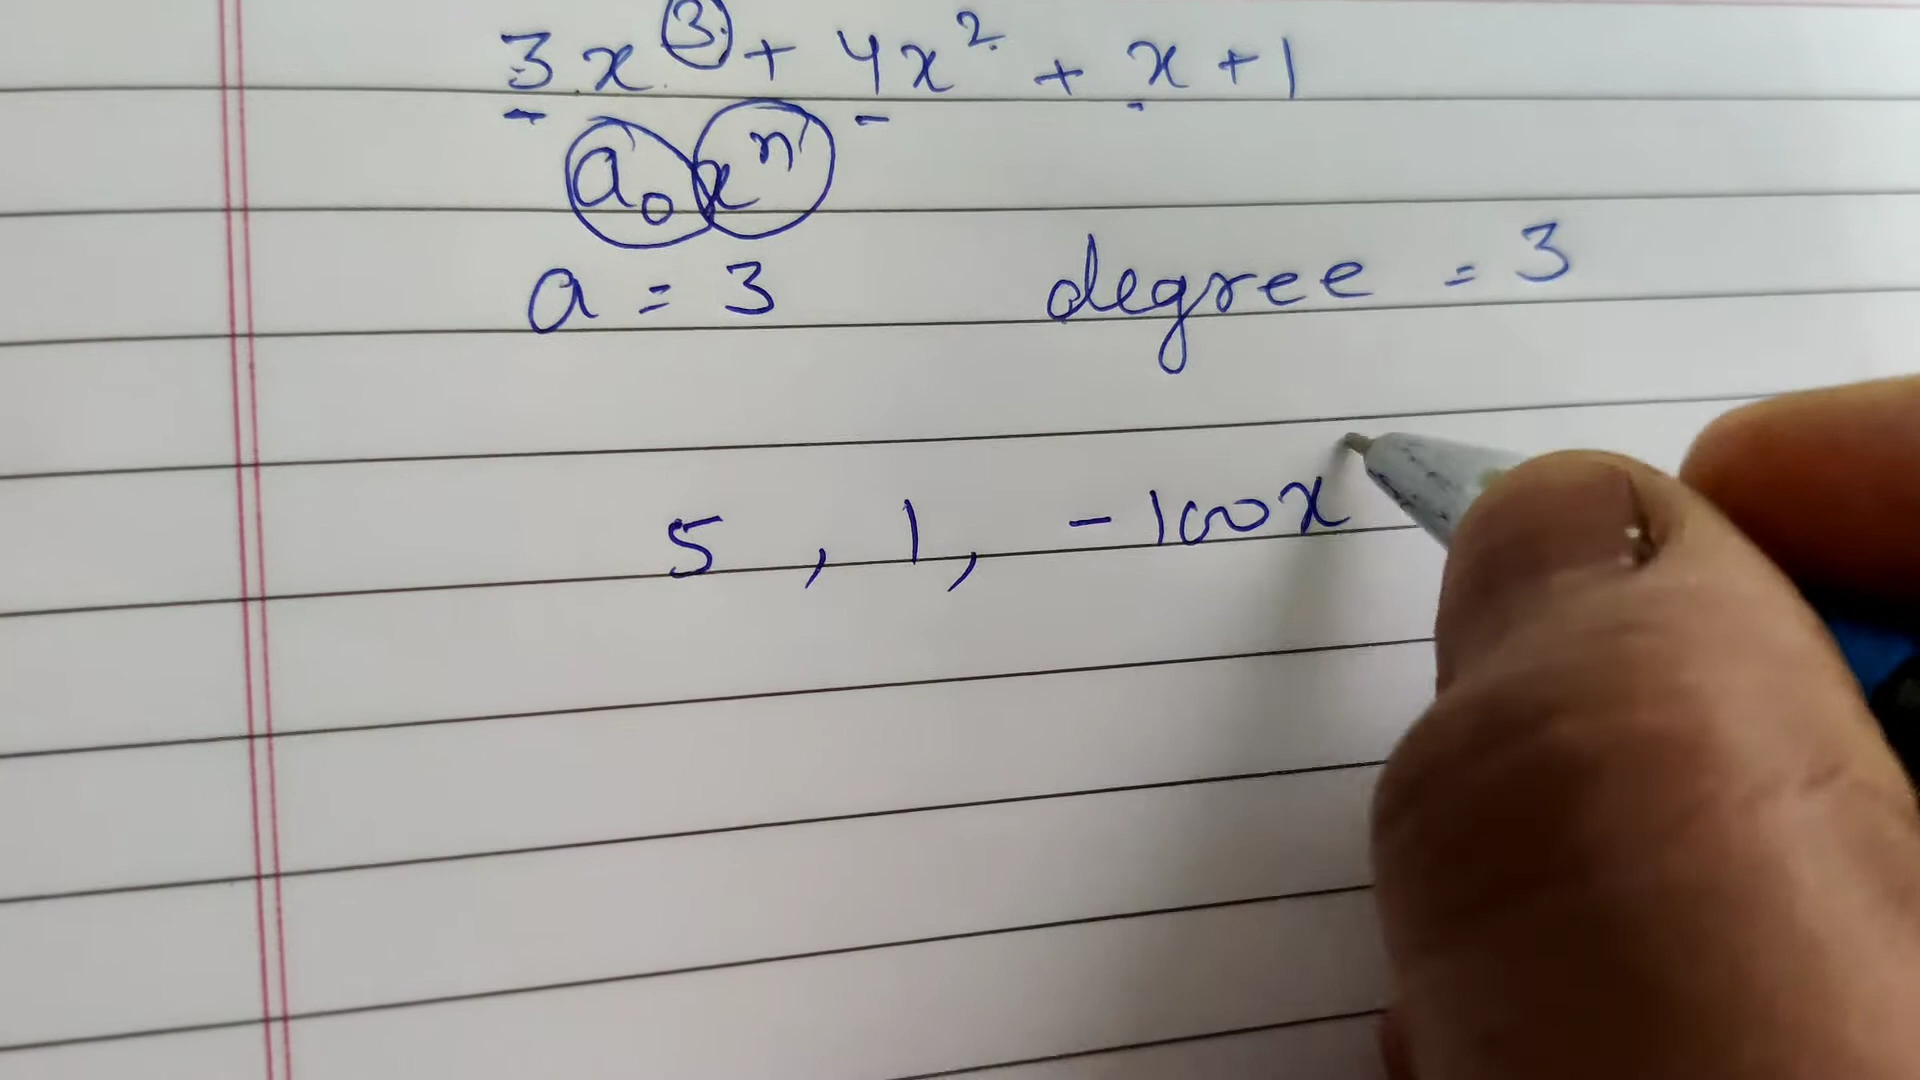 3x³ + 4x² + x + 1
a₀xⁿ
a = 3 degree = 3
5 , 1, -100x